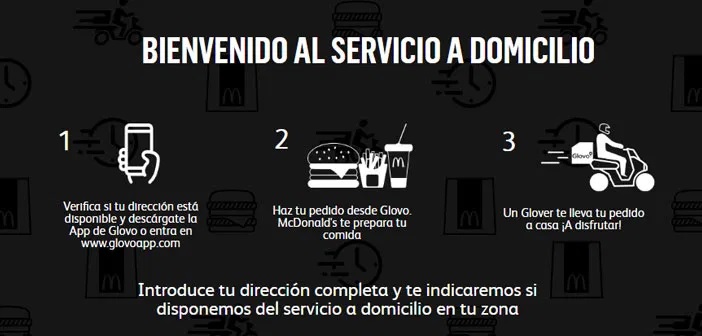 BIENVENIDO AL SERVICIO A DOMICILIO
1
Verifica si tu dirección está
disponible y descárgate la
App de Glovo o entra en
www.glovoapp.com
2
Haz tu pedido desde Glovo.
McDonald's te prepara tu
comida
3
Glovo
Un Glover te lleva tu pedido
a casa ¡A disfrutar!
Introduce tu dirección completa y te indicaremos si
disponemos del servicio a domicilio en tu zona